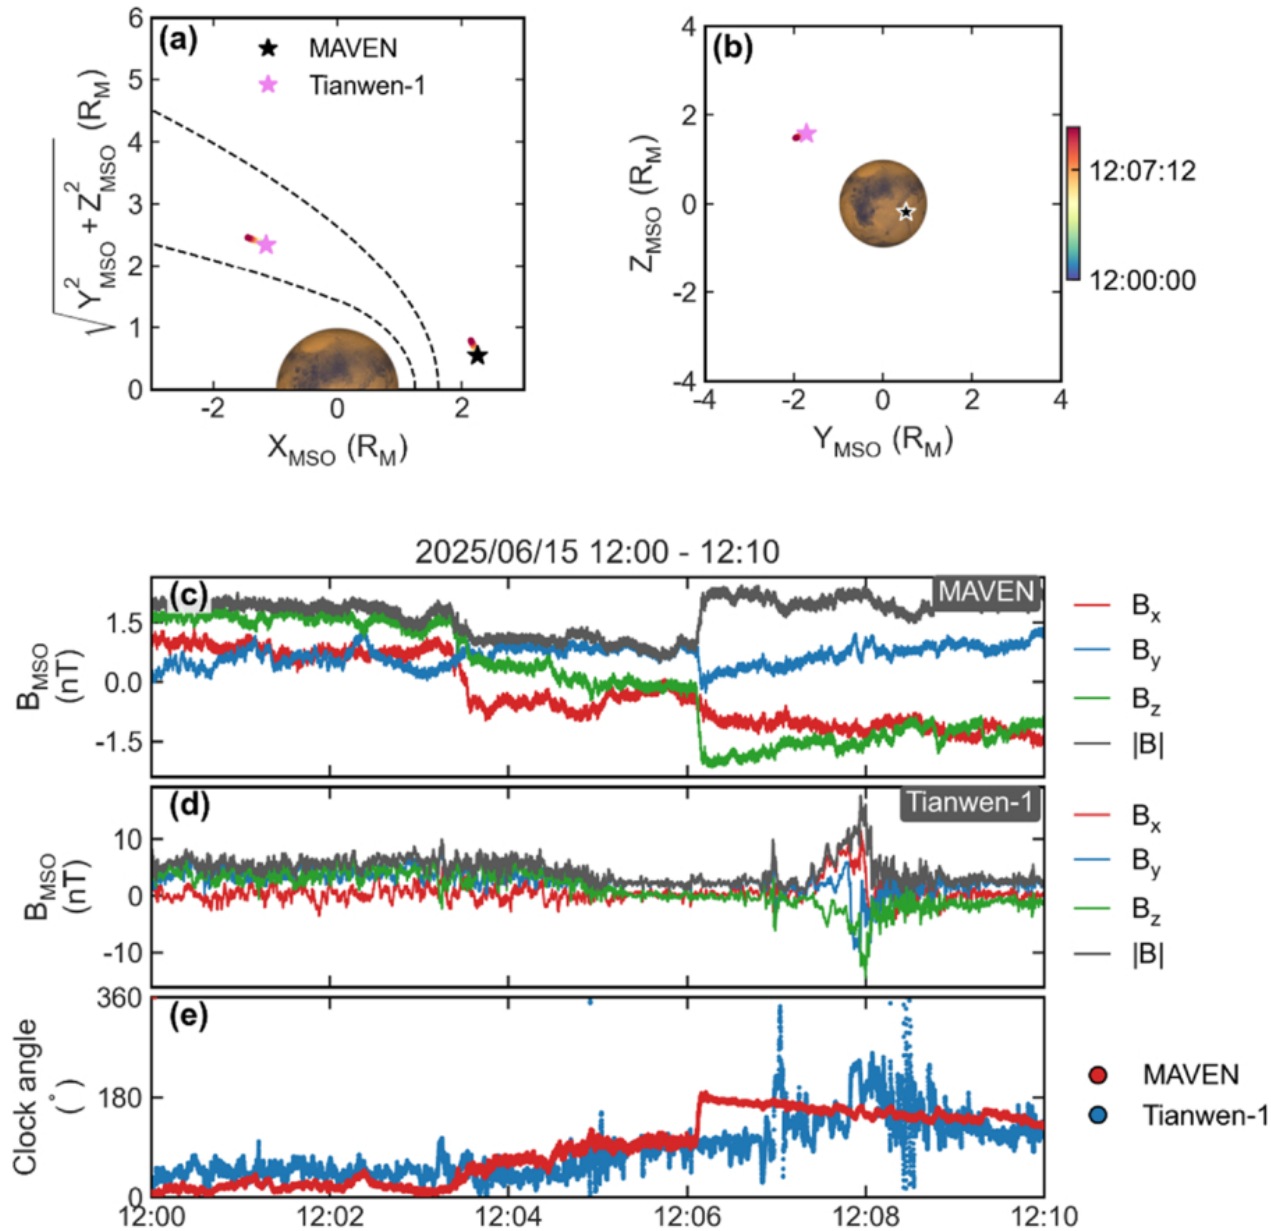 (a)
MAVEN
Tianwen-1
6
5
4
3
2
1
0
-2
0
2
√Y²MSO + Z²MSO (RM)
XMSO (RM)
(b)
4
2
0
-2
-4
-4
-2
0
2
4
ZMSO (RM)
YMSO (RM)
12:07:12
12:00:00
2025/06/15 12:00 - 12:10
(c)
MAVEN
1.5
0.0
-1.5
BMSO
(nT)
Bx
By
Bz
|B|
(d)
Tianwen-1
10
0
-10
BMSO
(nT)
Bx
By
Bz
|B|
(e)
360
180
0
Clock angle
(°)
MAVEN
Tianwen-1
12:00
12:02
12:04
12:06
12:08
12:10